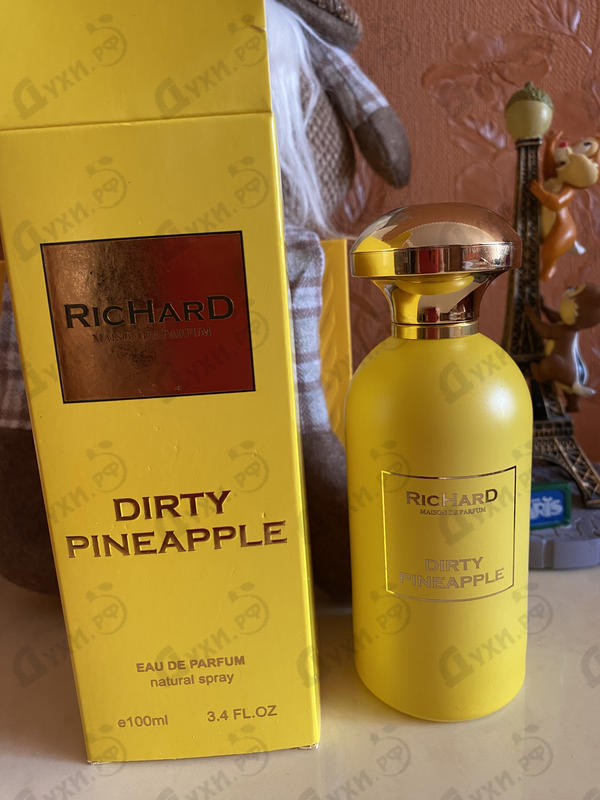 RICHARD
MAISON DE PARFUM
DIRTY
PINEAPPLE
EAU DE PARFUM
natural spray
e100ml 3.4 FL.OZ
RICHARD
MAISON DE PARFUM
DIRTY
PINEAPPLE
PARIS
Духи.рф